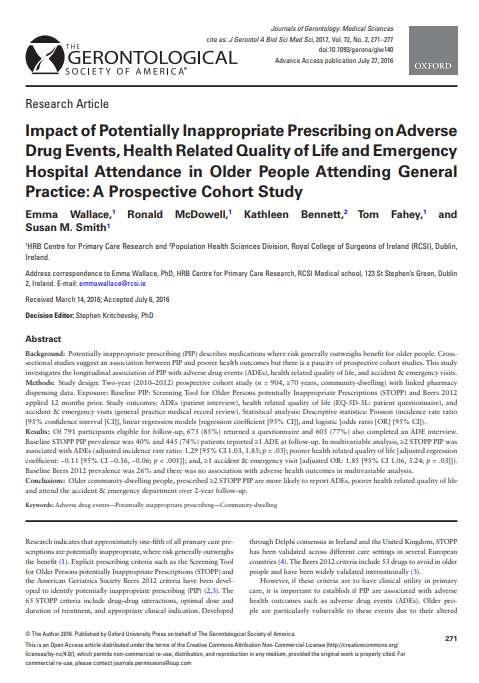 Journals of Gerontology: Medical Sciences
cite as: J Gerontol A Biol Sci Med Sci, 2017, Vol. 72, No. 2, 271–277
doi:10.1093/gerona/glw140
Advance Access publication July 27, 2016
THE
GERONTOLOGICAL
SOCIETY OF AMERICA®
OXFORD
Research Article
Impact of Potentially Inappropriate Prescribing on Adverse
Drug Events, Health Related Quality of Life and Emergency
Hospital Attendance in Older People Attending General
Practice: A Prospective Cohort Study
Emma Wallace,1 Ronald McDowell,1 Kathleen Bennett,2 Tom Fahey,1 and
Susan M. Smith1
1HRB Centre for Primary Care Research and 2Population Health Sciences Division, Royal College of Surgeons of Ireland (RCSI), Dublin,
Ireland.
Address correspondence to Emma Wallace, PhD, HRB Centre for Primary Care Research, RCSI Medical school, 123 St Stephen's Green, Dublin
2, Ireland. E-mail: emmawallace@rcsi.ie
Received March 14, 2016; Accepted July 6, 2016
Decision Editor: Stephen Kritchevsky, PhD
Abstract
Background: Potentially inappropriate prescribing (PIP) describes medications where risk generally outweighs benefit for older people. Cross-
sectional studies suggest an association between PIP and poorer health outcomes but there is a paucity of prospective cohort studies. This study
investigates the longitudinal association of PIP with adverse drug events (ADEs), health related quality of life, and accident & emergency visits.
Methods: Study design: Two-year (2010–2012) prospective cohort study (n = 904, ≥70 years, community-dwelling) with linked pharmacy
dispensing data. Exposure: Baseline PIP: Screening Tool for Older Persons potentially Inappropriate Prescriptions (STOPP) and Beers 2012
applied 12 months prior. Study outcomes: ADEs (patient interview), health related quality of life (EQ-5D-3L: patient questionnaire), and
accident & emergency visits (general practice medical record review). Statistical analysis: Descriptive statistics: Poisson (incidence rate ratio
[95% confidence interval [CI]), linear regression models [regression coefficient [95% CI]), and logistic [odds ratio] [OR] [95% CI]).
Results: Of 791 participants eligible for follow-up, 673 (85%) returned a questionnaire and 605 (77%) also completed an ADE interview.
Baseline STOPP PIP prevalence was 40% and 445 (74%) patients reported ≥1 ADE at follow-up. In multivariable analysis, ≥2 STOPP PIP was
associated with ADEs (adjusted incidence rate ratio: 1.29 [95% CI 1.03, 1.85; p = .03]; poorer health related quality of life [adjusted regression
coefficient: −0.11 [95% CI −0.16, −0.06; p < .001]]; and, ≥1 accident & emergency visit [adjusted OR: 1.85 [95% CI 1.06, 3.24; p = .03]]).
Baseline Beers 2012 prevalence was 26% and there was no association with adverse health outcomes in multivariable analysis.
Conclusions: Older community-dwelling people, prescribed ≥2 STOPP PIP are more likely to report ADEs, poorer health related quality of life
and attend the accident & emergency department over 2-year follow-up.
Keywords: Adverse drug events—Potentially inappropriate prescribing—Community-dwelling
Research indicates that approximately one-fifth of all primary care pre-
scriptions are potentially inappropriate, where risk generally outweighs
the benefit (1). Explicit prescribing criteria such as the Screening Tool
for Older Persons potentially Inappropriate Prescriptions (STOPP) and
the American Geriatrics Society Beers 2012 criteria have been devel-
oped to identify potentially inappropriate prescribing (PIP) (2,3). The
65 STOPP criteria include drug–drug interactions, optimal dose and
duration of treatment, and appropriate clinical indication. Developed
through Delphi consensus in Ireland and the United Kingdom, STOPP
has been validated across different care settings in several European
countries (4). The Beers 2012 criteria include 53 drugs to avoid in older
people and have been widely validated internationally (3).
However, if these criteria are to have clinical utility in primary
care, it is important to establish if PIP are associated with adverse
health outcomes such as adverse drug events (ADEs). Older peo-
ple are particularly vulnerable to these events due to their altered
© The Author 2016. Published by Oxford University Press on behalf of The Gerontological Society of America.
271
This is an Open Access article distributed under the terms of the Creative Commons Attribution Non-Commercial License (http://creativecommons.org/
licenses/by-nc/4.0/), which permits non-commercial re-use, distribution, and reproduction in any medium, provided the original work is properly cited. For
commercial re-use, please contact journals.permissions@oup.com